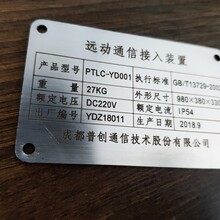 远动通信接入装置
产品型号 PTLC-YD001 执行标准 GB/T13729-200
重量 27KG 外形尺寸 980×380×33
额定电压 DC220V 额定电流 IP54
出厂编号 YDZ18011 生产日期 2018.9
成都普创通信技术股份有限公司